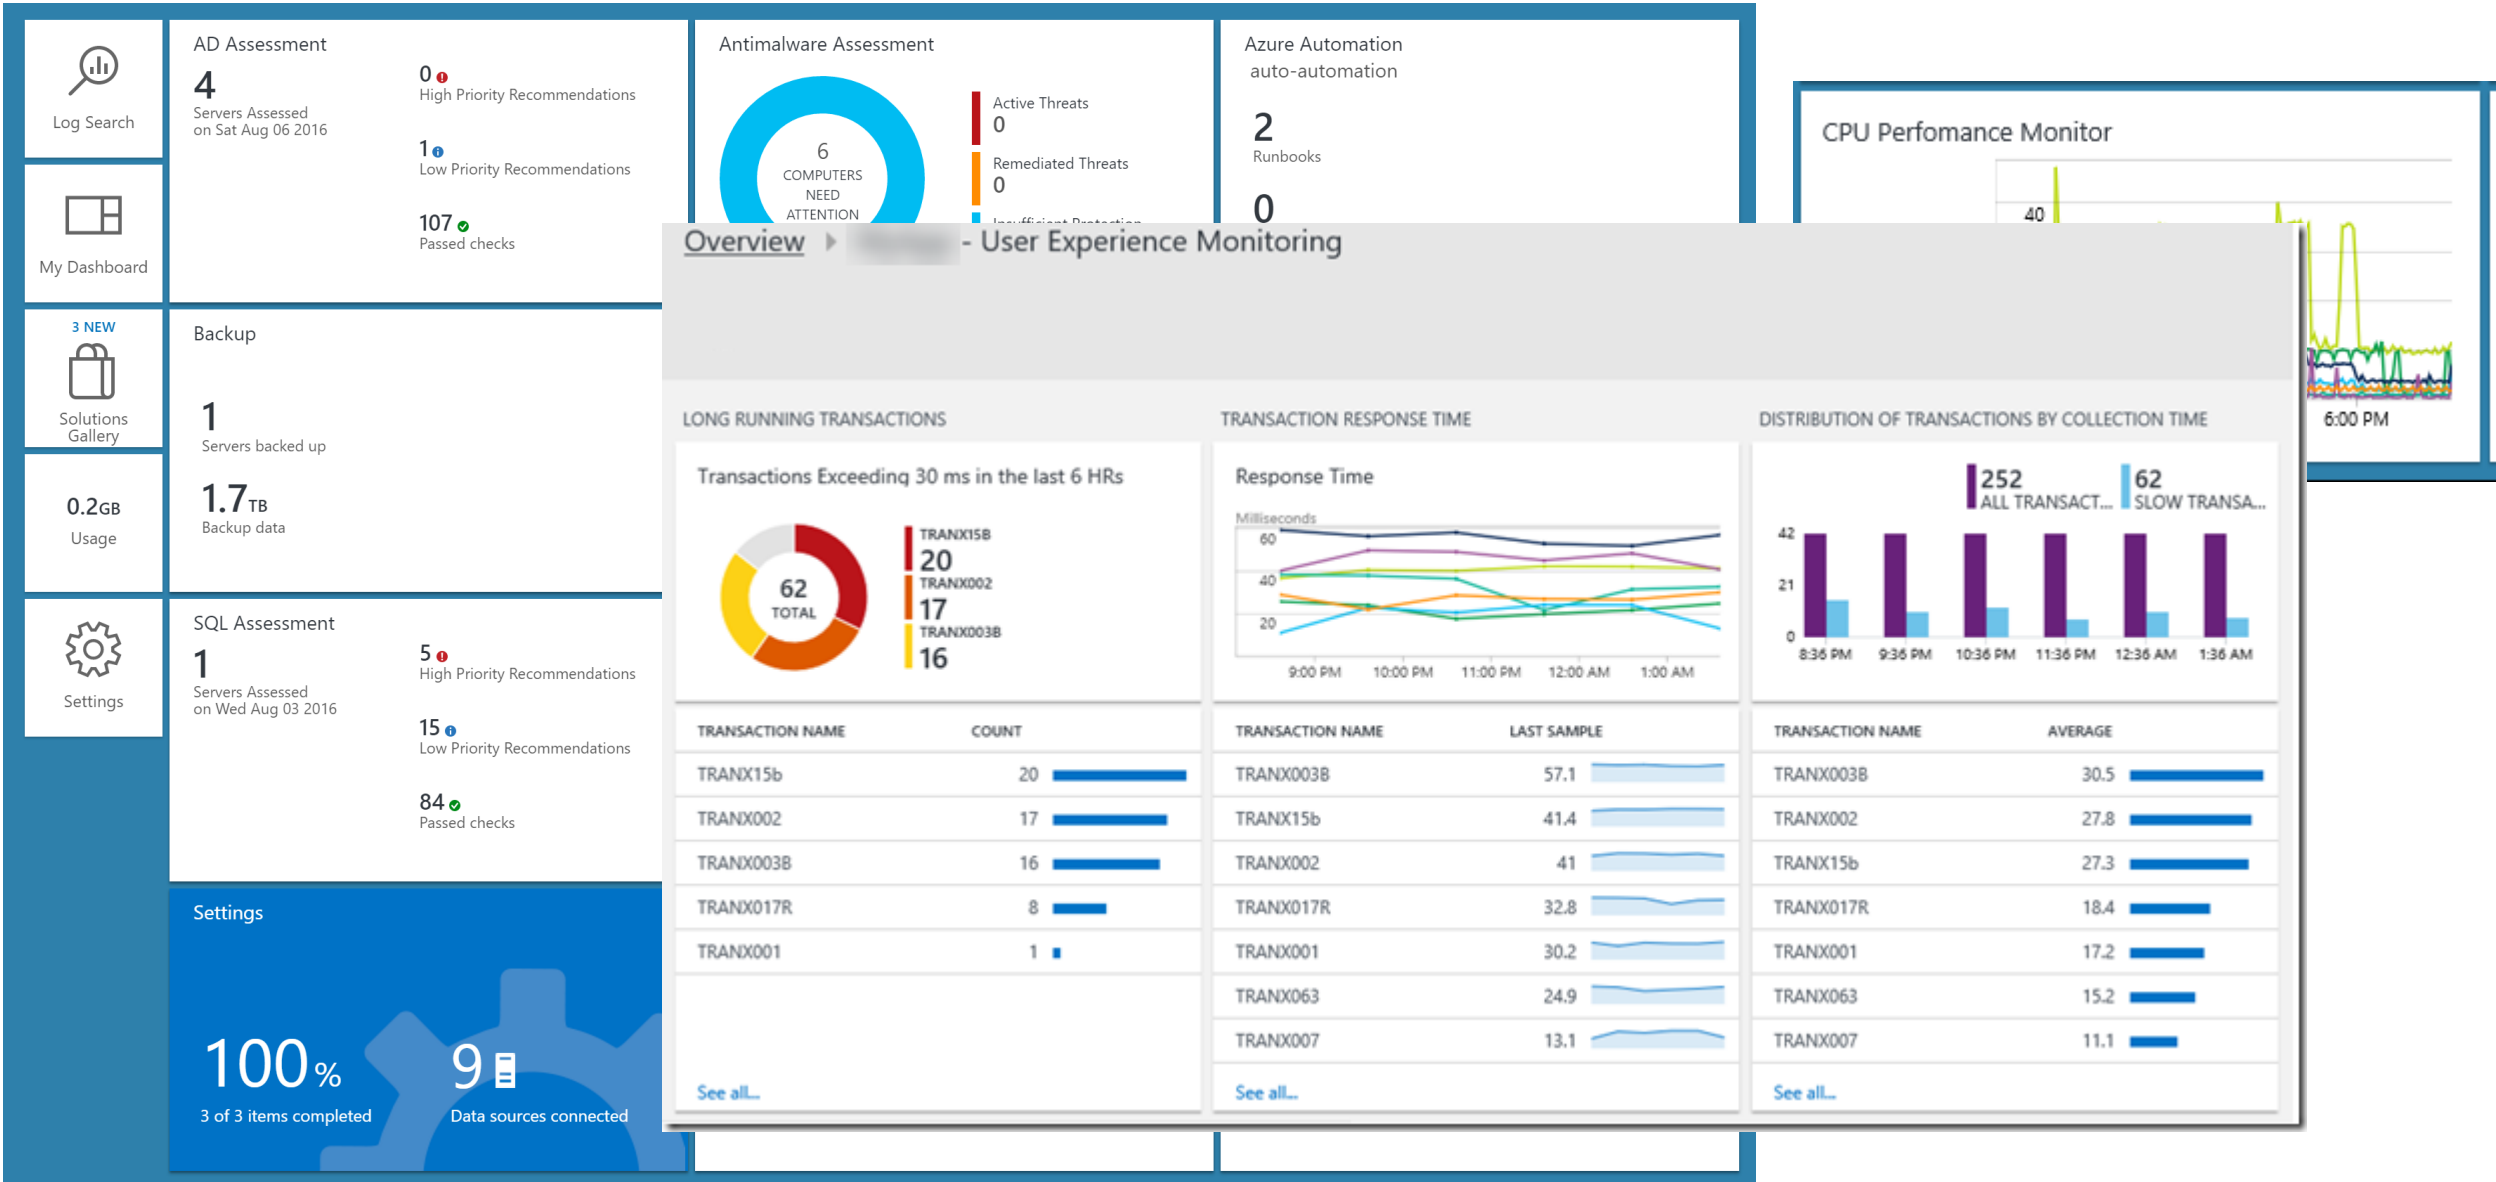 Log Search
My Dashboard
3 NEW
Solutions
Gallery
0.2GB
Usage
Settings
AD Assessment
4
Servers Assessed
on Sat Aug 06 2016
0
High Priority Recommendations
1
Low Priority Recommendations
107
Passed checks
Backup
1
Servers backed up
1.7TB
Backup data
SQL Assessment
1
Servers Assessed
on Wed Aug 03 2016
5
High Priority Recommendations
15
Low Priority Recommendations
84
Passed checks
Settings
100%
3 of 3 items completed
9
Data sources connected
Antimalware Assessment
6
COMPUTERS
NEED
ATTENTION
Active Threats
0
Remediated Threats
0
Insufficient Protection
Azure Automation
auto-automation
2
Runbooks
0
CPU Perfomance Monitor
40
6:00 PM
Overview - User Experience Monitoring
LONG RUNNING TRANSACTIONS
Transactions Exceeding 30 ms in the last 6 HRs
62
TOTAL
TRANX15B
20
TRANX002
17
TRANX003B
16
TRANSACTION NAME COUNT
TRANX15b 20
TRANX002 17
TRANX003B 16
TRANX017R 8
TRANX001 1
See all...
TRANSACTION RESPONSE TIME
Response Time
Milliseconds
60
40
20
9:00 PM 10:00 PM 11:00 PM 12:00 AM 1:00 AM
TRANSACTION NAME LAST SAMPLE
TRANX003B 57.1
TRANX15b 41.4
TRANX002 41
TRANX017R 32.8
TRANX001 30.2
TRANX063 24.9
TRANX007 13.1
See all...
DISTRIBUTION OF TRANSACTIONS BY COLLECTION TIME
252
ALL TRANSACT...
62
SLOW TRANSA...
42
21
0
8:36 PM 9:36 PM 10:36 PM 11:36 PM 12:36 AM 1:36 AM
TRANSACTION NAME AVERAGE
TRANX003B 30.5
TRANX002 27.8
TRANX15b 27.3
TRANX017R 18.4
TRANX001 17.2
TRANX063 15.2
TRANX007 11.1
See all...